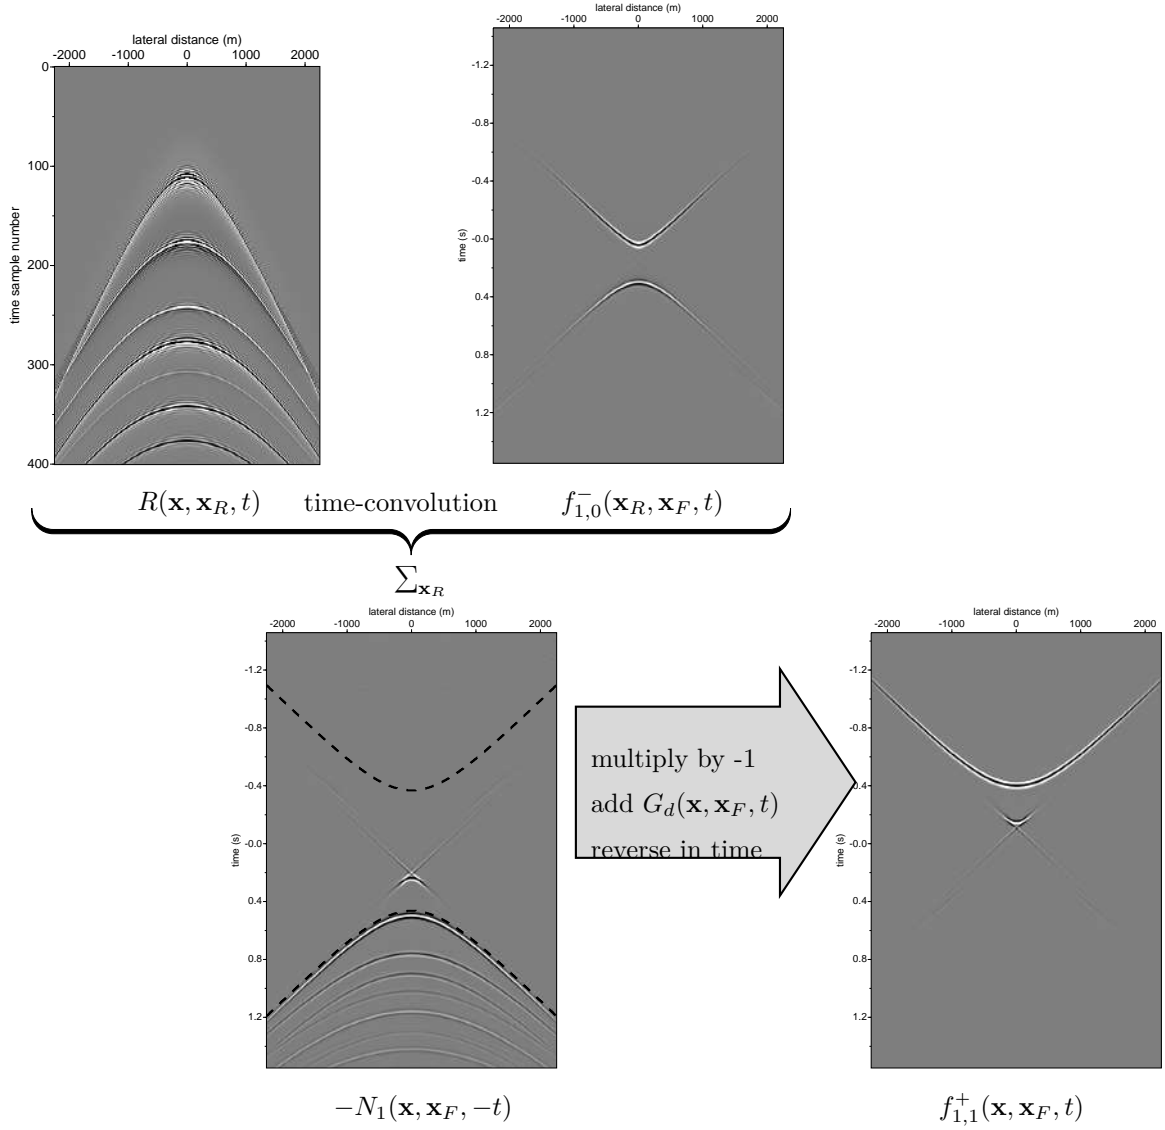 lateral distance (m)
-2000 -1000 0 1000 2000
time sample number
0
100
200
300
400
-2000 -1000 0 1000 2000
lateral distance (m)
time (s)
-1.2
-0.8
-0.4
-0.0
0.4
0.8
1.2
R(x, x_R, t) time-convolution f^-_{1,0}(x_R, x_F, t)
∑_{x_R}
lateral distance (m)
-2000 -1000 0 1000 2000
time (s)
-1.2
-0.8
-0.4
-0.0
0.4
0.8
1.2
multiply by -1
add G_d(x, x_F, t)
reverse in time
lateral distance (m)
-2000 -1000 0 1000 2000
time (s)
-1.2
-0.8
-0.4
-0.0
0.4
0.8
1.2
−N_1(x, x_F, −t)
f^+_{1,1}(x, x_F, t)